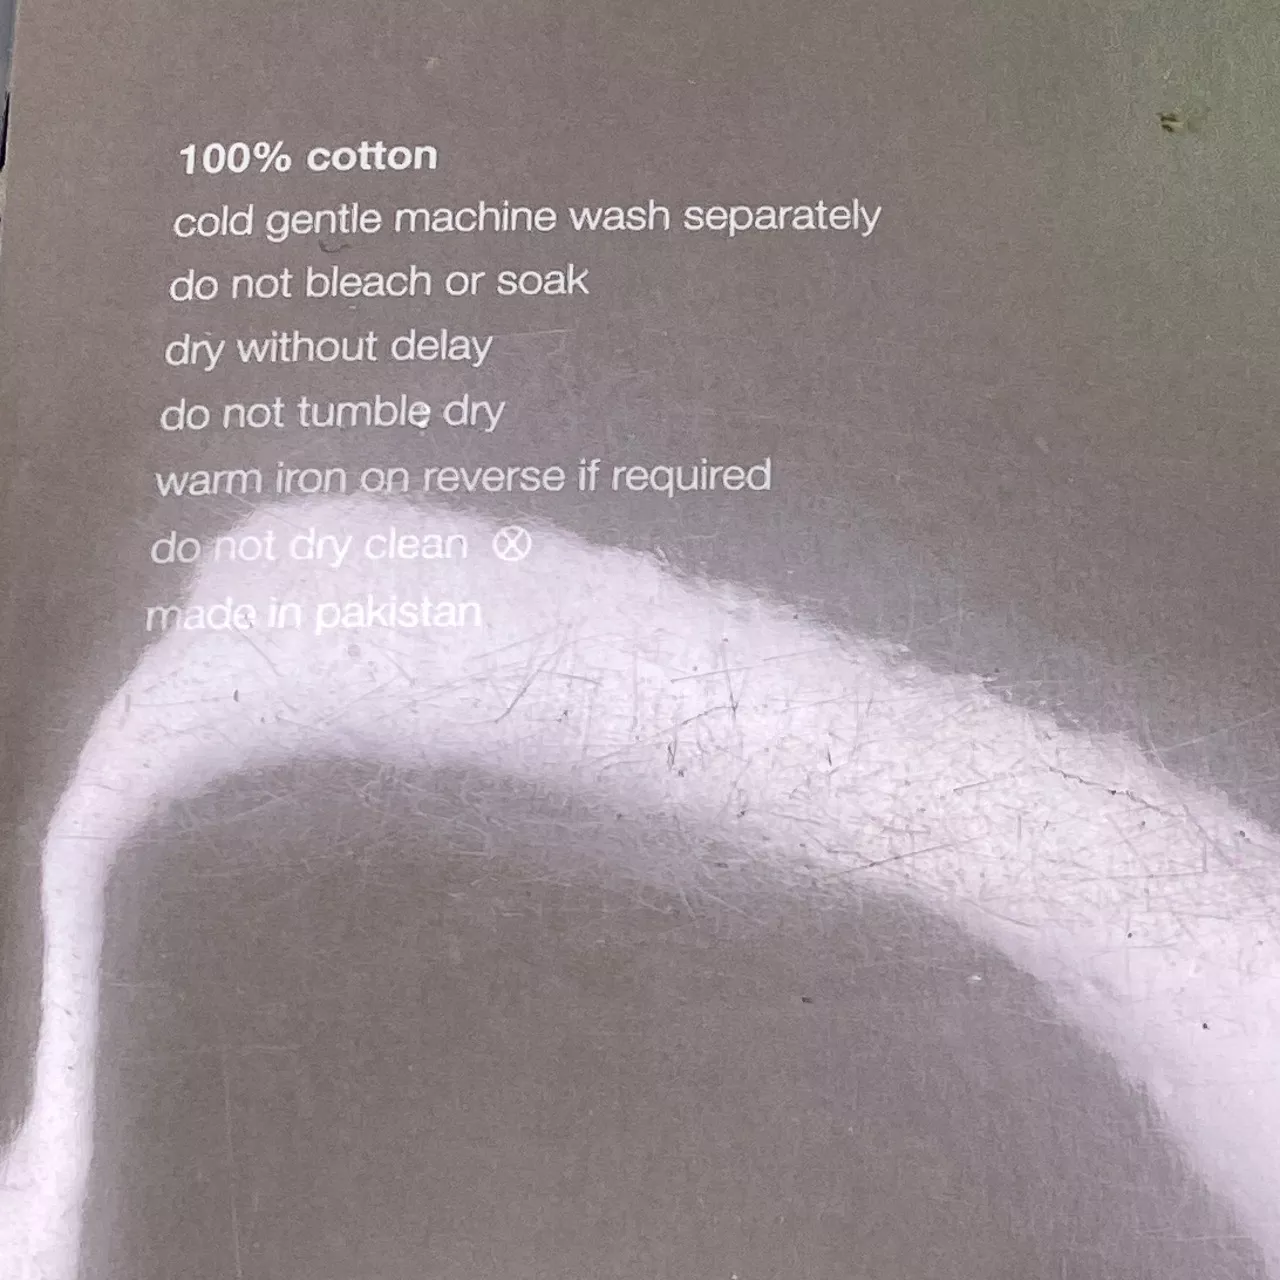 100% cotton
cold gentle machine wash separately
do not bleach or soak
dry without delay
do not tumble dry
warm iron on reverse if required
do not dry clean ⓧ
made in pakistan